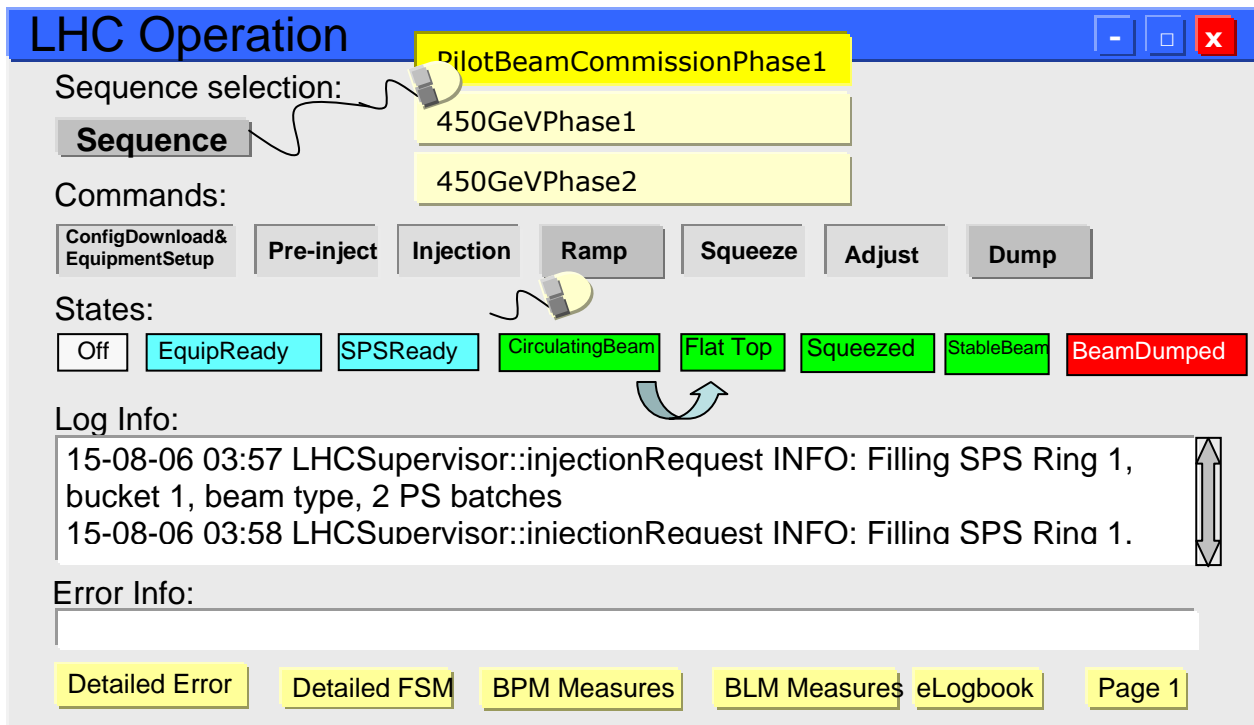 LHC Operation
- □ x
PilotBeamCommissionPhase1
Sequence selection:
450GeVPhase1
Sequence
450GeVPhase2
Commands:
ConfigDownload&
EquipmentSetup
Pre-inject
Injection
Ramp
Squeeze
Adjust
Dump
States:
Off
EquipReady
SPSReady
CirculatingBeam
Flat Top
Squeezed
StableBeam
BeamDumped
Log Info:
15-08-06 03:57 LHCSupervisor::injectionRequest INFO: Filling SPS Ring 1,
bucket 1, beam type, 2 PS batches
15-08-06 03:58 LHCSupervisor::injectionRequest INFO: Filling SPS Ring 1,
Error Info:
Detailed Error
Detailed FSM
BPM Measures
BLM Measures
eLogbook
Page 1